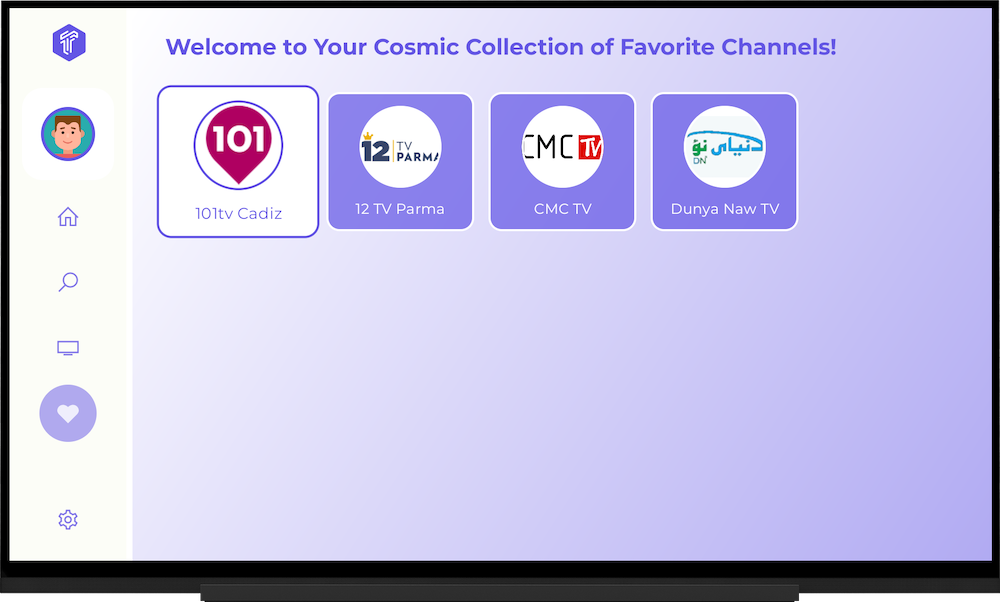 Welcome to Your Cosmic Collection of Favorite Channels!
101
101tv Cadiz
12 TV
PARMA
12 TV Parma
CMC TV
CMC TV
دنیای نۆ
DN
Dunya Naw TV